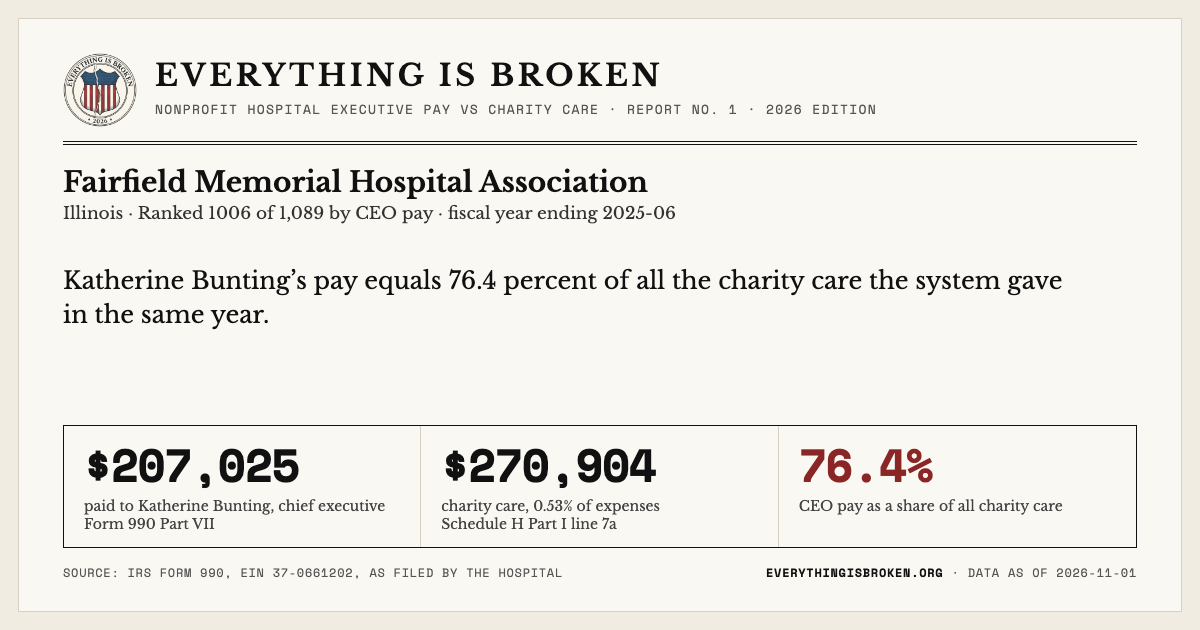 EVERYTHING IS BROKEN
· 2026 ·
EVERYTHING IS BROKEN
NONPROFIT HOSPITAL EXECUTIVE PAY VS CHARITY CARE · REPORT NO. 1 · 2026 EDITION
Fairfield Memorial Hospital Association
Illinois · Ranked 1006 of 1,089 by CEO pay · fiscal year ending 2025-06
Katherine Bunting’s pay equals 76.4 percent of all the charity care the system gave
in the same year.
$207,025
paid to Katherine Bunting, chief executive
Form 990 Part VII
$270,904
charity care, 0.53% of expenses
Schedule H Part I line 7a
76.4%
CEO pay as a share of all charity care
SOURCE: IRS FORM 990, EIN 37-0661202, AS FILED BY THE HOSPITAL
EVERYTHINGISBROKEN.ORG · DATA AS OF 2026-11-01